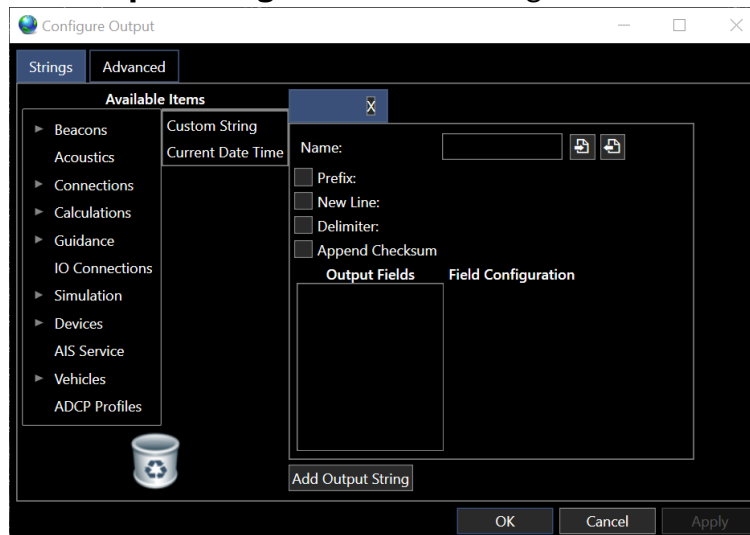 Configure Output
Strings
Advanced
Available Items
Beacons
Acoustics
Connections
Calculations
Guidance
IO Connections
Simulation
Devices
AIS Service
Vehicles
ADCP Profiles
Custom String
Current Date Time
X
Name:
Prefix:
New Line:
Delimiter:
Append Checksum
Output Fields
Field Configuration
Add Output String
OK
Cancel
Apply